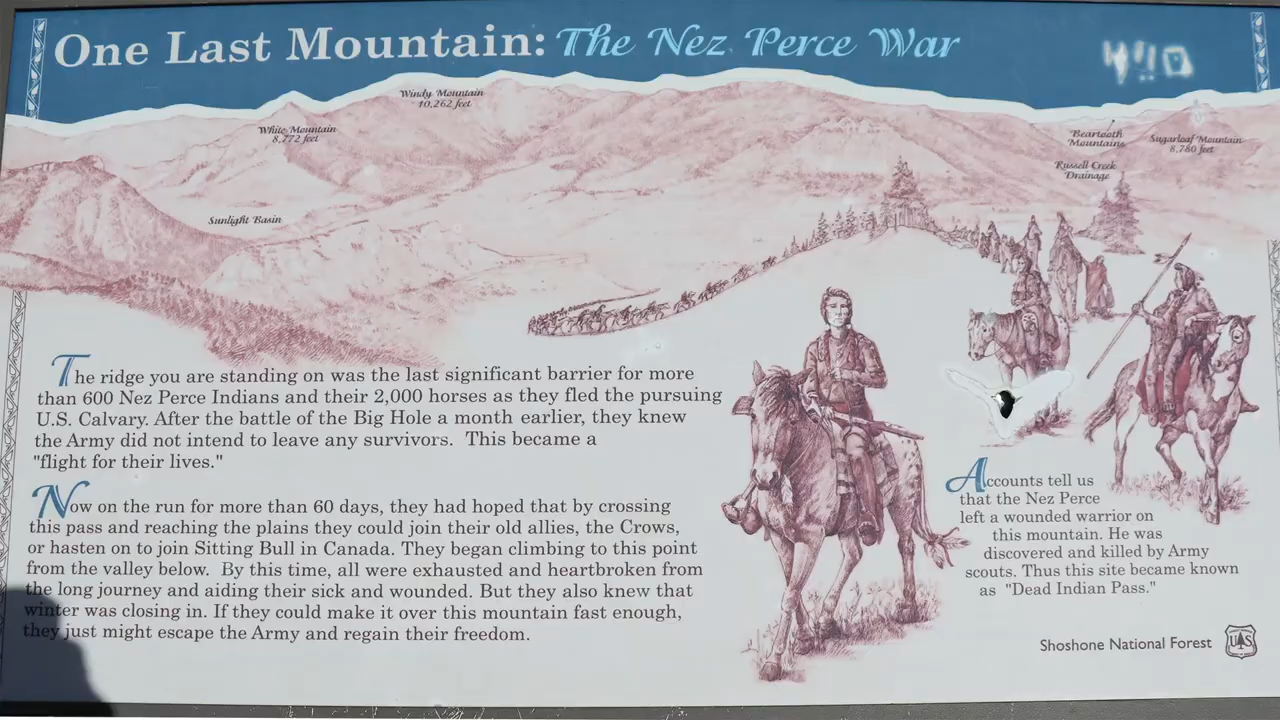 One Last Mountain: The Nez Perce War
Windy Mountain
10,262 feet
White Mountain
8,772 feet
Beartooth
Mountains
Sugarloaf Mountain
8,780 feet
Russell Creek
Drainage
Sunlight Basin
The ridge you are standing on was the last significant barrier for more
than 600 Nez Perce Indians and their 2,000 horses as they fled the pursuing
U.S. Calvary. After the battle of the Big Hole a month earlier, they knew
the Army did not intend to leave any survivors. This became a
"flight for their lives."
Now on the run for more than 60 days, they had hoped that by crossing
this pass and reaching the plains they could join their old allies, the Crows,
or hasten on to join Sitting Bull in Canada. They began climbing to this point
from the valley below. By this time, all were exhausted and heartbroken from
the long journey and aiding their sick and wounded. But they also knew that
winter was closing in. If they could make it over this mountain fast enough,
they just might escape the Army and regain their freedom.
Accounts tell us
that the Nez Perce
left a wounded warrior on
this mountain. He was
discovered and killed by Army
scouts. Thus this site became known
as "Dead Indian Pass."
Shoshone National Forest
UAS